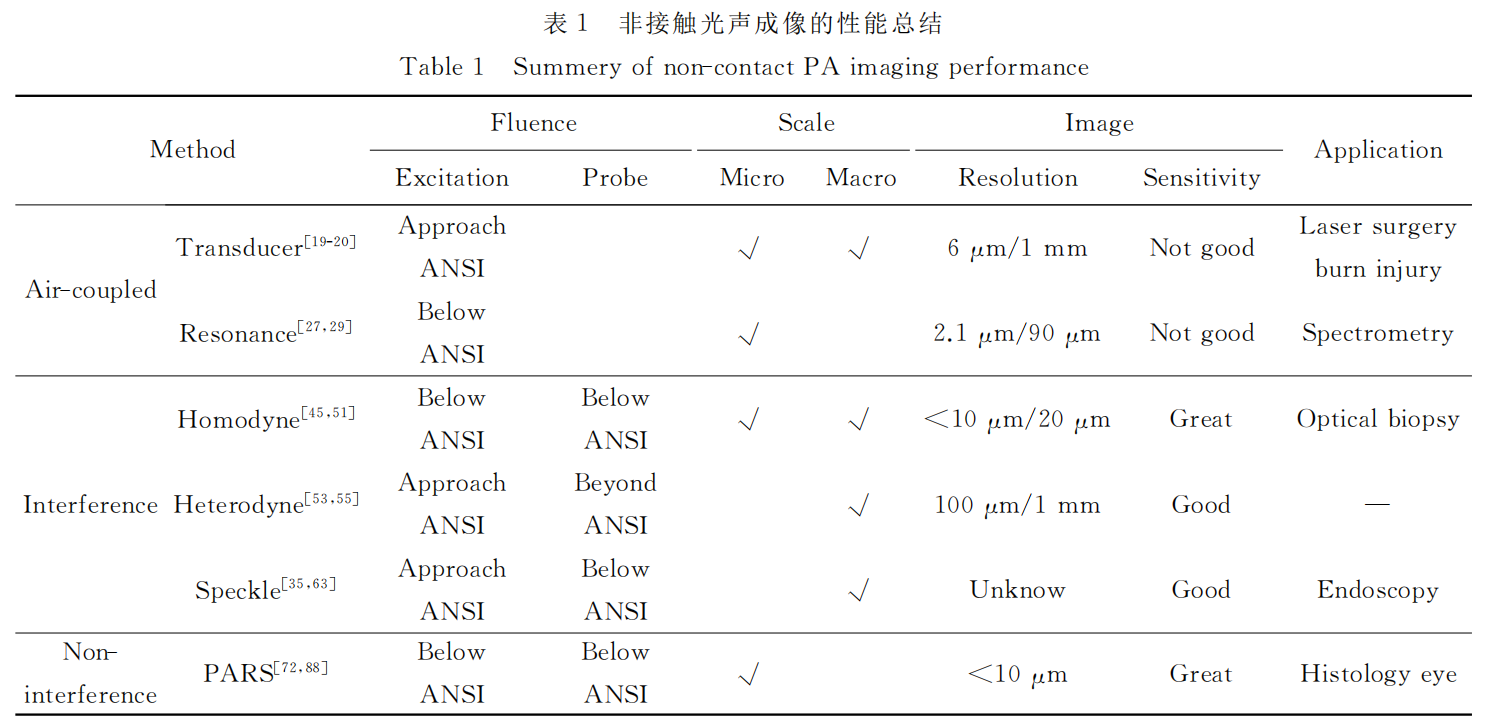 表 1 非接触光声成像的性能总结
Table 1 Summery of non-contact PA imaging performance
Method Fluence Scale Image Application
Excitation Probe Micro Macro Resolution Sensitivity
Air-coupled Transducer[19-20] Approach ANSI √ √ 6 μm/1 mm Not good Laser surgery burn injury
Resonance[27,29] Below ANSI √ 2.1 μm/90 μm Not good Spectrometry
Interference Homodyne[45,51] Below ANSI Below ANSI √ √ <10 μm/20 μm Great Optical biopsy
Heterodyne[53,55] Approach ANSI Beyond ANSI √ 100 μm/1 mm Good —
Speckle[35,63] Approach ANSI Below ANSI √ Unknow Good Endoscopy
Non-interference PARS[72,88] Below ANSI Below ANSI √ <10 μm Great Histology eye